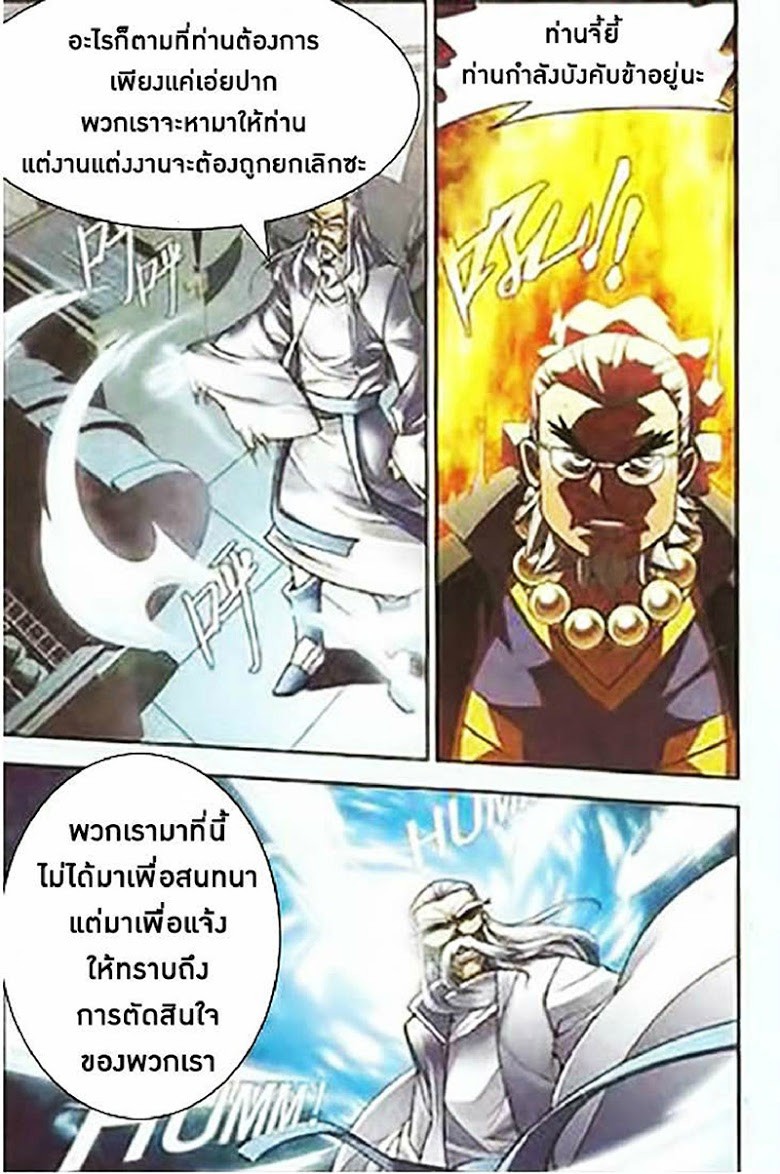 อะไรก็ตามที่ท่านต้องการ
เพียงแค่เอ่ยปาก
พวกเราจะหามาให้ท่าน
แต่งานแต่งงานจะต้องถูกยกเลิกซะ
ท่านจี้ยี้
ท่านกำลังบังคับข้าอยู่นะ
呼
呼
พวกเรามาที่นี้
ไม่ได้มาเพื่อสนทนา
แต่มาเพื่อแจ้ง
ให้ทราบถึง
การตัดสินใจ
ของพวกเรา
HUMM!
HUMM!